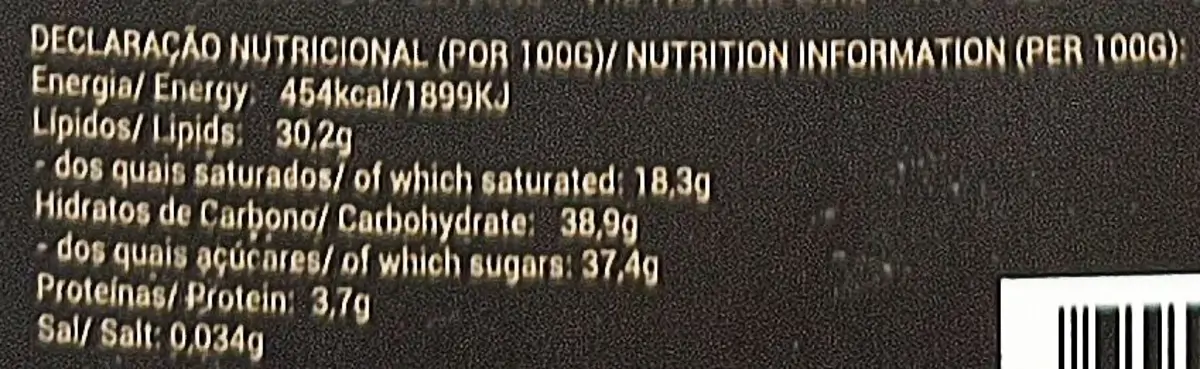 DECLARAÇÃO NUTRICIONAL (POR 100G)/ NUTRITION INFORMATION (PER 100G):
Energia/ Energy: 454kcal/1899KJ
Lípidos/ Lipids: 30,2g
- dos quais saturados/ of which saturated: 18,3g
Hidratos de Carbono/ Carbohydrate: 38,9g
- dos quais açúcares/ of which sugars: 37,4g
Proteínas/ Protein: 3,7g
Sal/ Salt: 0,034g